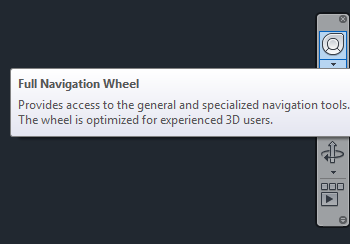 Full Navigation Wheel
Provides access to the general and specialized navigation tools.
The wheel is optimized for experienced 3D users.